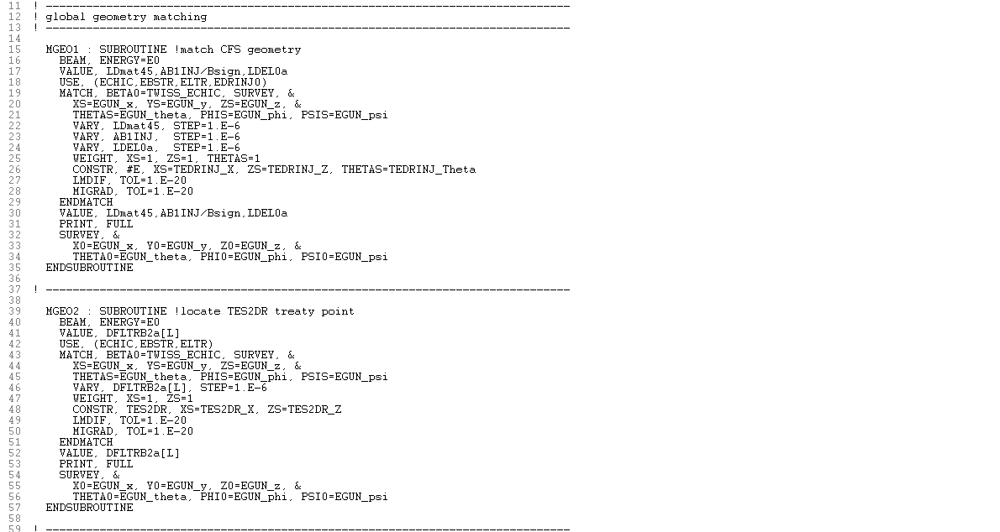 11 ! ------------------------------------------------------------------------------
12 ! global geometry matching
13 ! ------------------------------------------------------------------------------
14
15   MGEO1 : SUBROUTINE !match CFS geometry
16     BEAM, ENERGY=E0
17     VALUE, LDmat45,AB1INJ/Bsign,LDEL0a
18     USE, (ECHIC,EBSTR,ELTR,EDRINJ0)
19     MATCH, BETA0=TWISS_ECHIC, SURVEY, &
20       XS=EGUN_x, YS=EGUN_y, ZS=EGUN_z, &
21       THETAS=EGUN_theta, PHIS=EGUN_phi, PSIS=EGUN_psi
22       VARY, LDmat45, STEP=1.E-6
23       VARY, AB1INJ,  STEP=1.E-6
24       VARY, LDEL0a,  STEP=1.E-6
25       WEIGHT, XS=1, ZS=1, THETAS=1
26       CONSTR, #E, XS=TEDRINJ_X, ZS=TEDRINJ_Z, THETAS=TEDRINJ_Theta
27       LMDIF, TOL=1.E-20
28       MIGRAD, TOL=1.E-20
29     ENDMATCH
30     VALUE, LDmat45,AB1INJ/Bsign,LDEL0a
31     PRINT, FULL
32     SURVEY, &
33       X0=EGUN_x, Y0=EGUN_y, Z0=EGUN_z, &
34       THETA0=EGUN_theta, PHI0=EGUN_phi, PSI0=EGUN_psi
35   ENDSUBROUTINE
36
37 ! ------------------------------------------------------------------------------
38
39   MGEO2 : SUBROUTINE !locate TES2DR treaty point
40     BEAM, ENERGY=E0
41     VALUE, DFLTRB2a[L]
42     USE, (ECHIC,EBSTR,ELTR)
43     MATCH, BETA0=TWISS_ECHIC, SURVEY, &
44       XS=EGUN_x, YS=EGUN_y, ZS=EGUN_z, &
45       THETAS=EGUN_theta, PHIS=EGUN_phi, PSIS=EGUN_psi
46       VARY, DFLTRB2a[L], STEP=1.E-6
47       WEIGHT, XS=1, ZS=1
48       CONSTR, TES2DR, XS=TES2DR_X, ZS=TES2DR_Z
49       LMDIF, TOL=1.E-20
50       MIGRAD, TOL=1.E-20
51     ENDMATCH
52     VALUE, DFLTRB2a[L]
53     PRINT, FULL
54     SURVEY, &
55       X0=EGUN_x, Y0=EGUN_y, Z0=EGUN_z, &
56       THETA0=EGUN_theta, PHI0=EGUN_phi, PSI0=EGUN_psi
57   ENDSUBROUTINE
58
59 ! ------------------------------------------------------------------------------